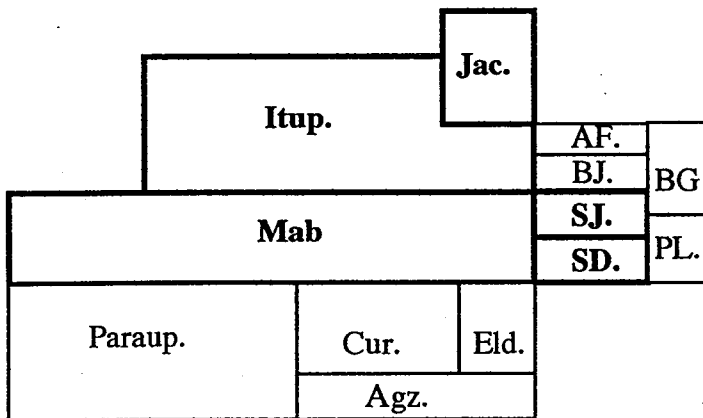 Jac.
Itup.
AF.
BJ.
BG
Mab
SJ.
SD.
PL.
Paraup.
Cur.
Eld.
Agz.